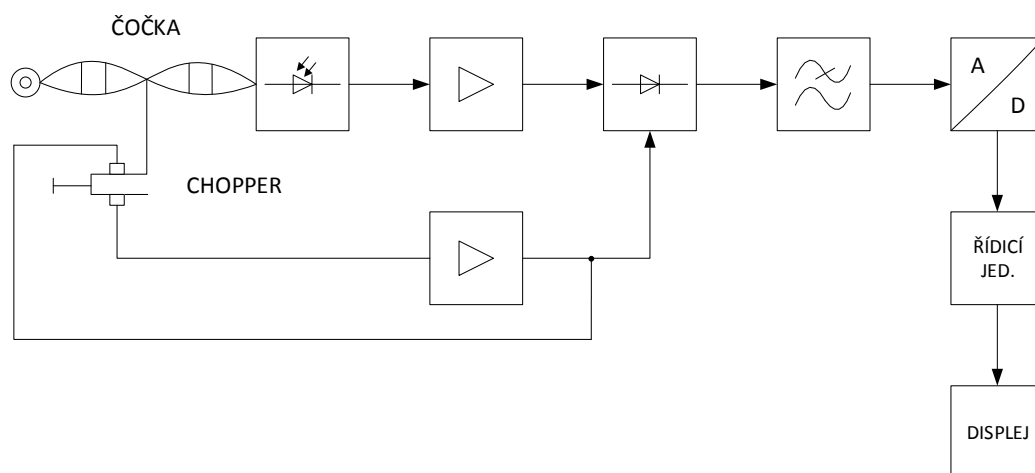 ČOČKA
A
D
CHOPPER
ŘÍDICÍ
JED.
DISPLEJ